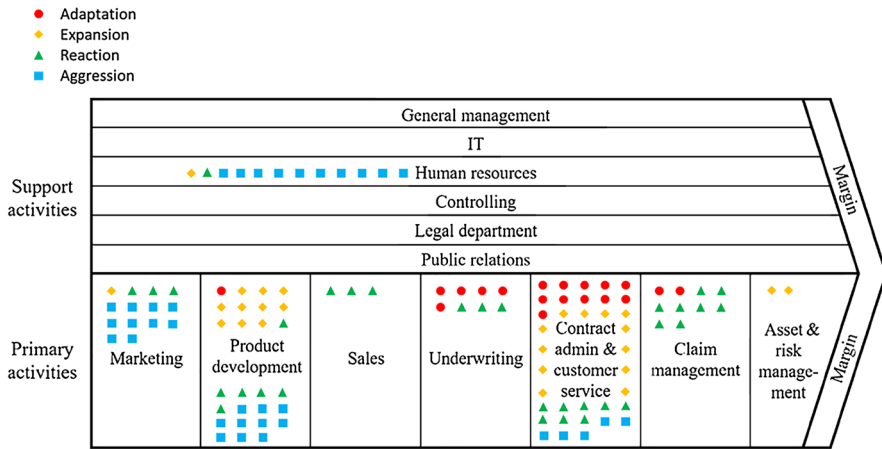 Adaptation
Expansion
Reaction
Aggression
General management
IT
Human resources
Controlling
Legal department
Public relations
Support
activities
Margin
Primary
activities
Marketing
Product
development
Sales
Underwriting
Contract
admin &
customer
service
Claim
management
Asset &
risk
manage-
ment
Margin